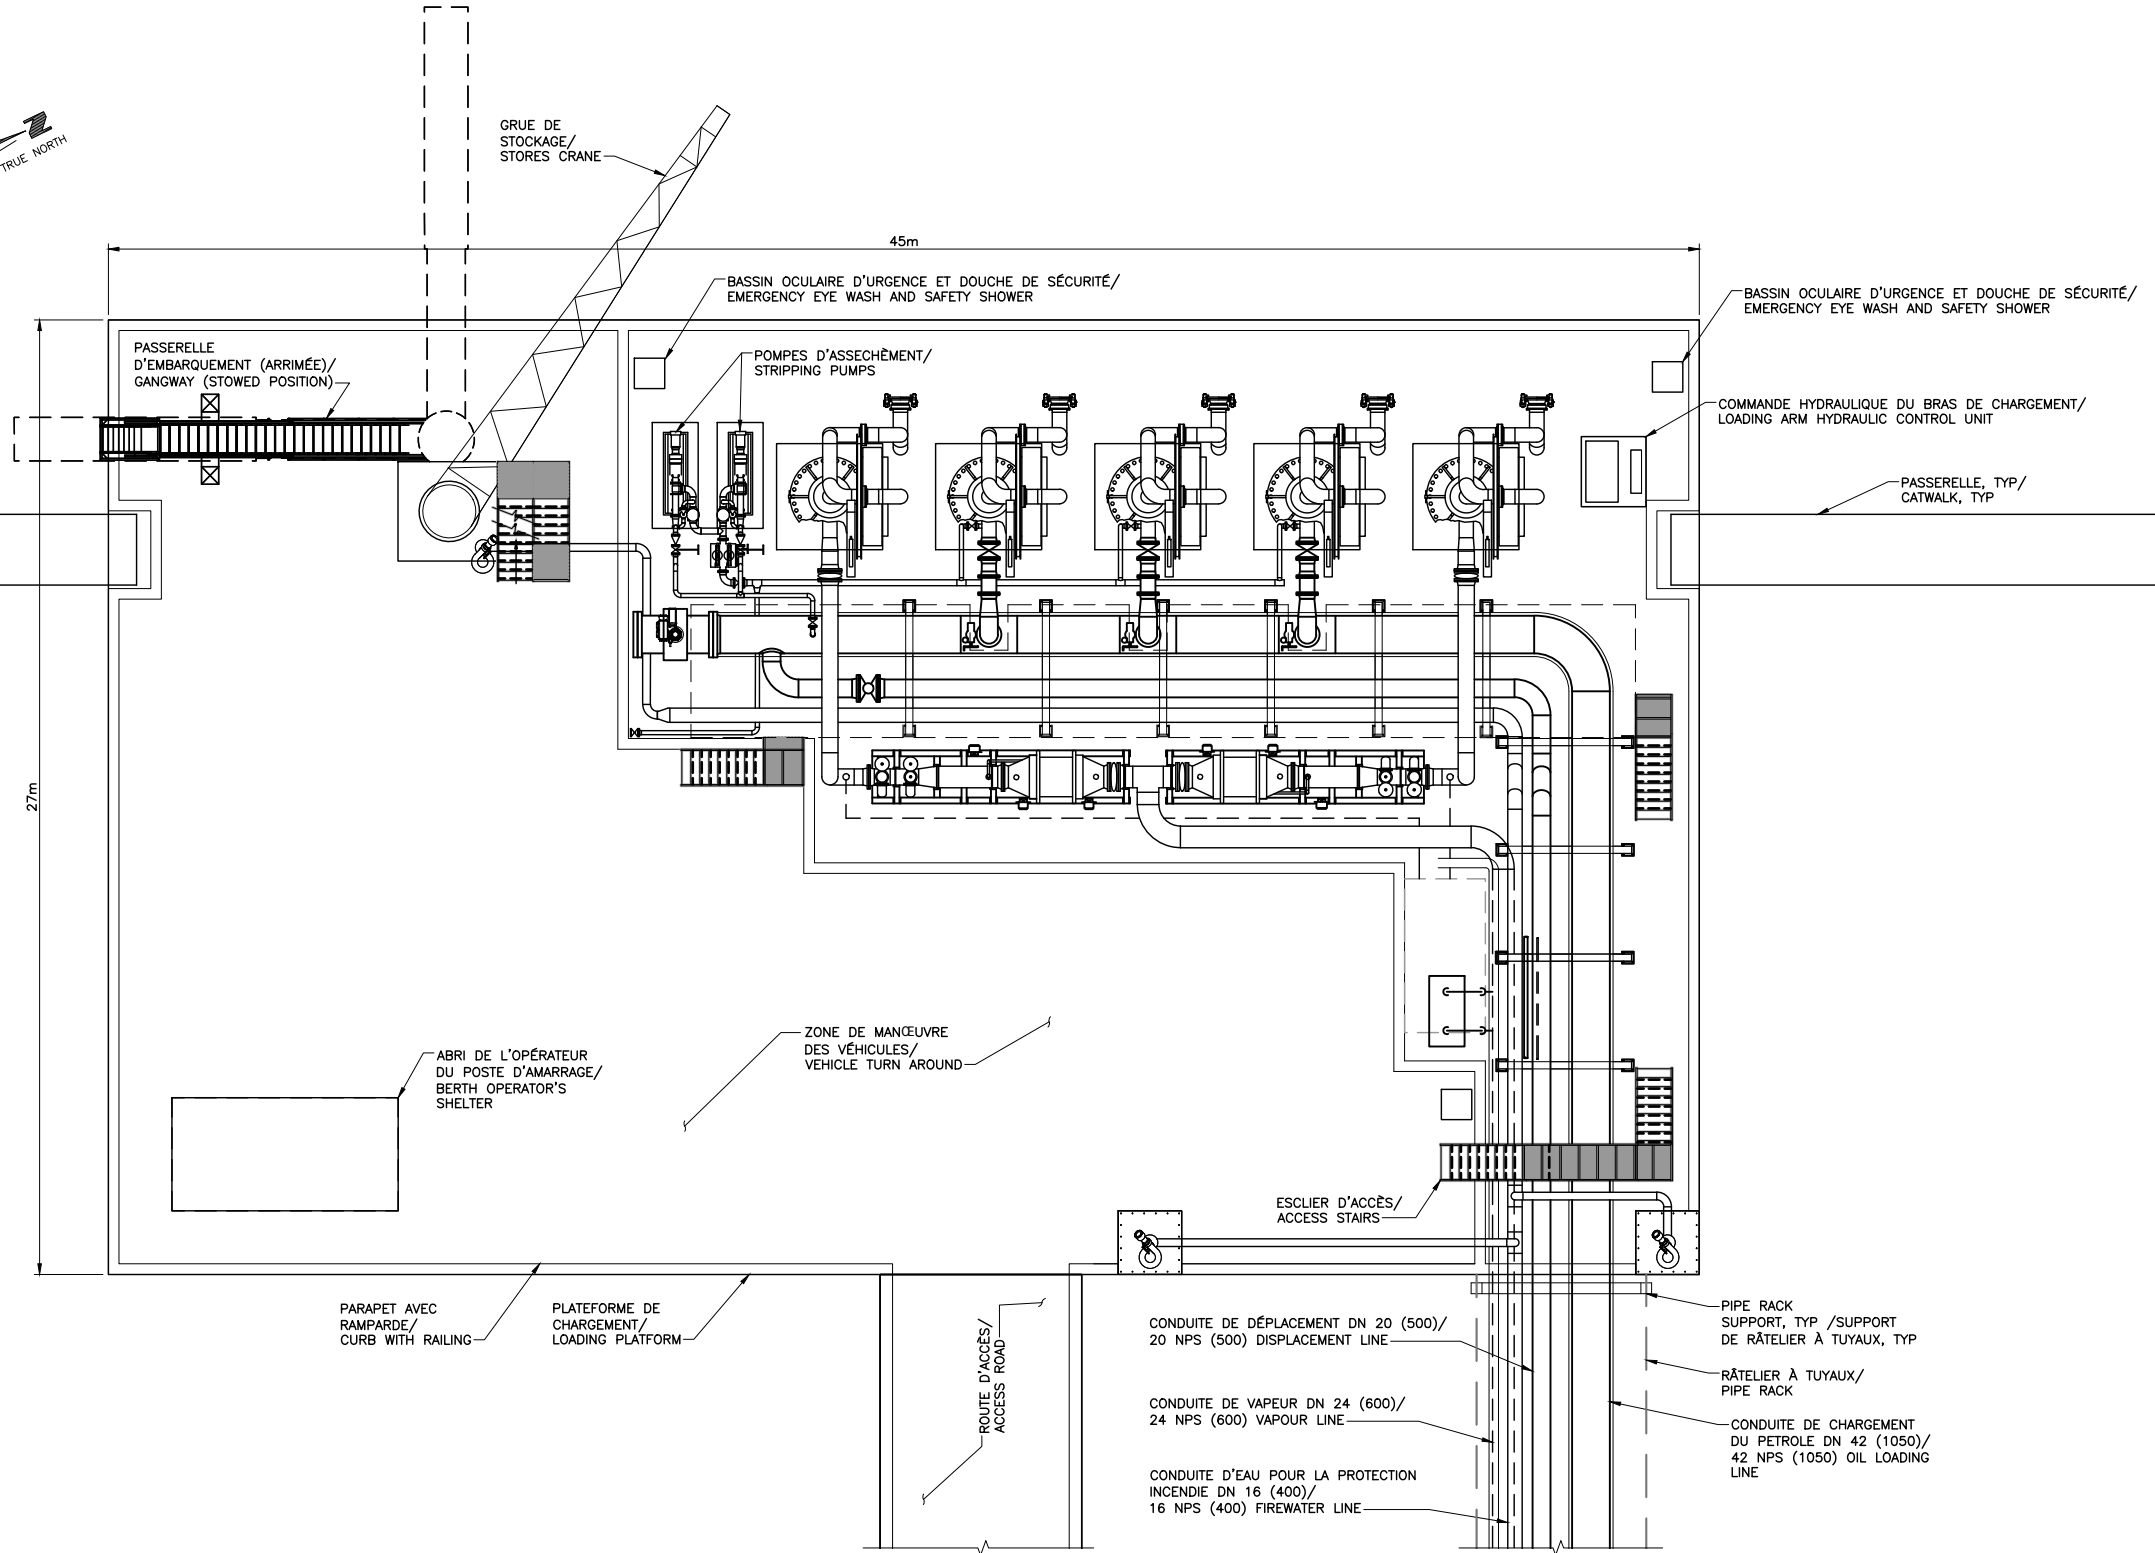 TRUE NORTH
GRUE DE
STOCKAGE/
STORES CRANE
45m
BASSIN OCULAIRE D'URGENCE ET DOUCHE DE SÉCURITÉ/
EMERGENCY EYE WASH AND SAFETY SHOWER
BASSIN OCULAIRE D'URGENCE ET DOUCHE DE SÉCURITÉ/
EMERGENCY EYE WASH AND SAFETY SHOWER
PASSERELLE
D'EMBARQUEMENT (ARRIMÉE)/
GANGWAY (STOWED POSITION)
POMPES D'ASSECHÈMENT/
STRIPPING PUMPS
COMMANDE HYDRAULIQUE DU BRAS DE CHARGEMENT/
LOADING ARM HYDRAULIC CONTROL UNIT
PASSERELLE, TYP/
CATWALK, TYP
27m
ZONE DE MANŒUVRE
DES VÉHICULES/
VEHICLE TURN AROUND
ABRI DE L'OPÉRATEUR
DU POSTE D'AMARRAGE/
BERTH OPERATOR'S
SHELTER
ESCLIER D'ACCÈS/
ACCESS STAIRS
PARAPET AVEC
RAMPARDE/
CURB WITH RAILING
PLATEFORME DE
CHARGEMENT/
LOADING PLATFORM
ROUTE D'ACCÈS/
ACCESS ROAD
CONDUITE DE DÉPLACEMENT DN 20 (500)/
20 NPS (500) DISPLACEMENT LINE
CONDUITE DE VAPEUR DN 24 (600)/
24 NPS (600) VAPOUR LINE
CONDUITE D'EAU POUR LA PROTECTION
INCENDIE DN 16 (400)/
16 NPS (400) FIREWATER LINE
PIPE RACK
SUPPORT, TYP /SUPPORT
DE RÂTELIER À TUYAUX, TYP
RÂTELIER À TUYAUX/
PIPE RACK
CONDUITE DE CHARGEMENT
DU PETROLE DN 42 (1050)/
42 NPS (1050) OIL LOADING
LINE